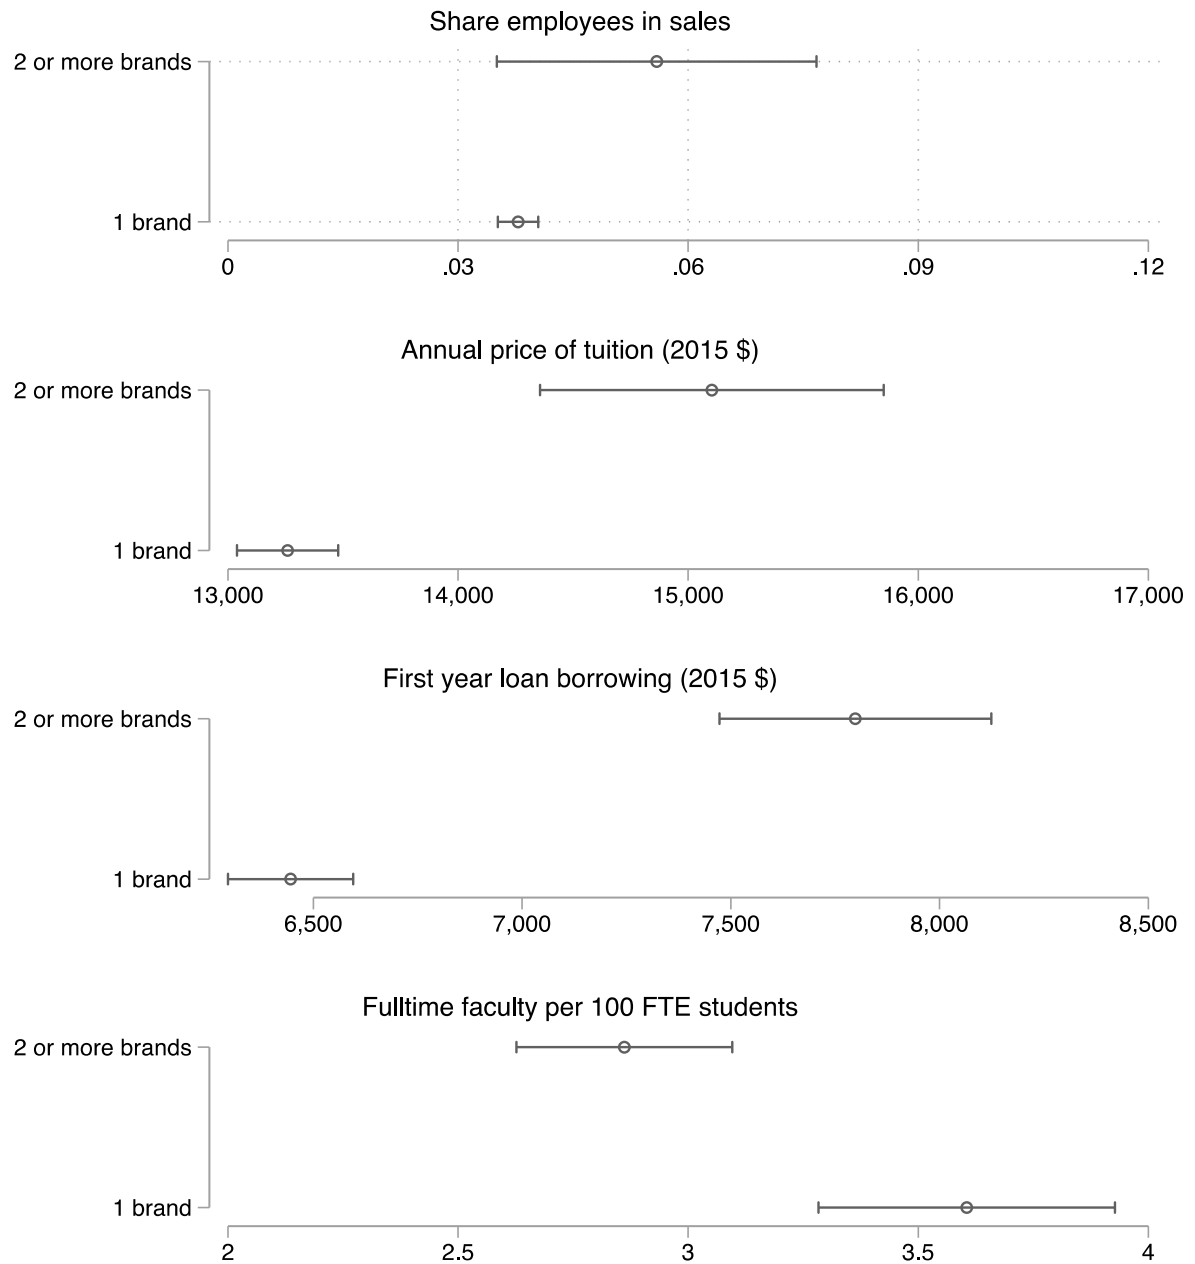 Share employees in sales
2 or more brands
1 brand
0 .03 .06 .09 .12
Annual price of tuition (2015 $)
2 or more brands
1 brand
13,000 14,000 15,000 16,000 17,000
First year loan borrowing (2015 $)
2 or more brands
1 brand
6,500 7,000 7,500 8,000 8,500
Fulltime faculty per 100 FTE students
2 or more brands
1 brand
2 2.5 3 3.5 4